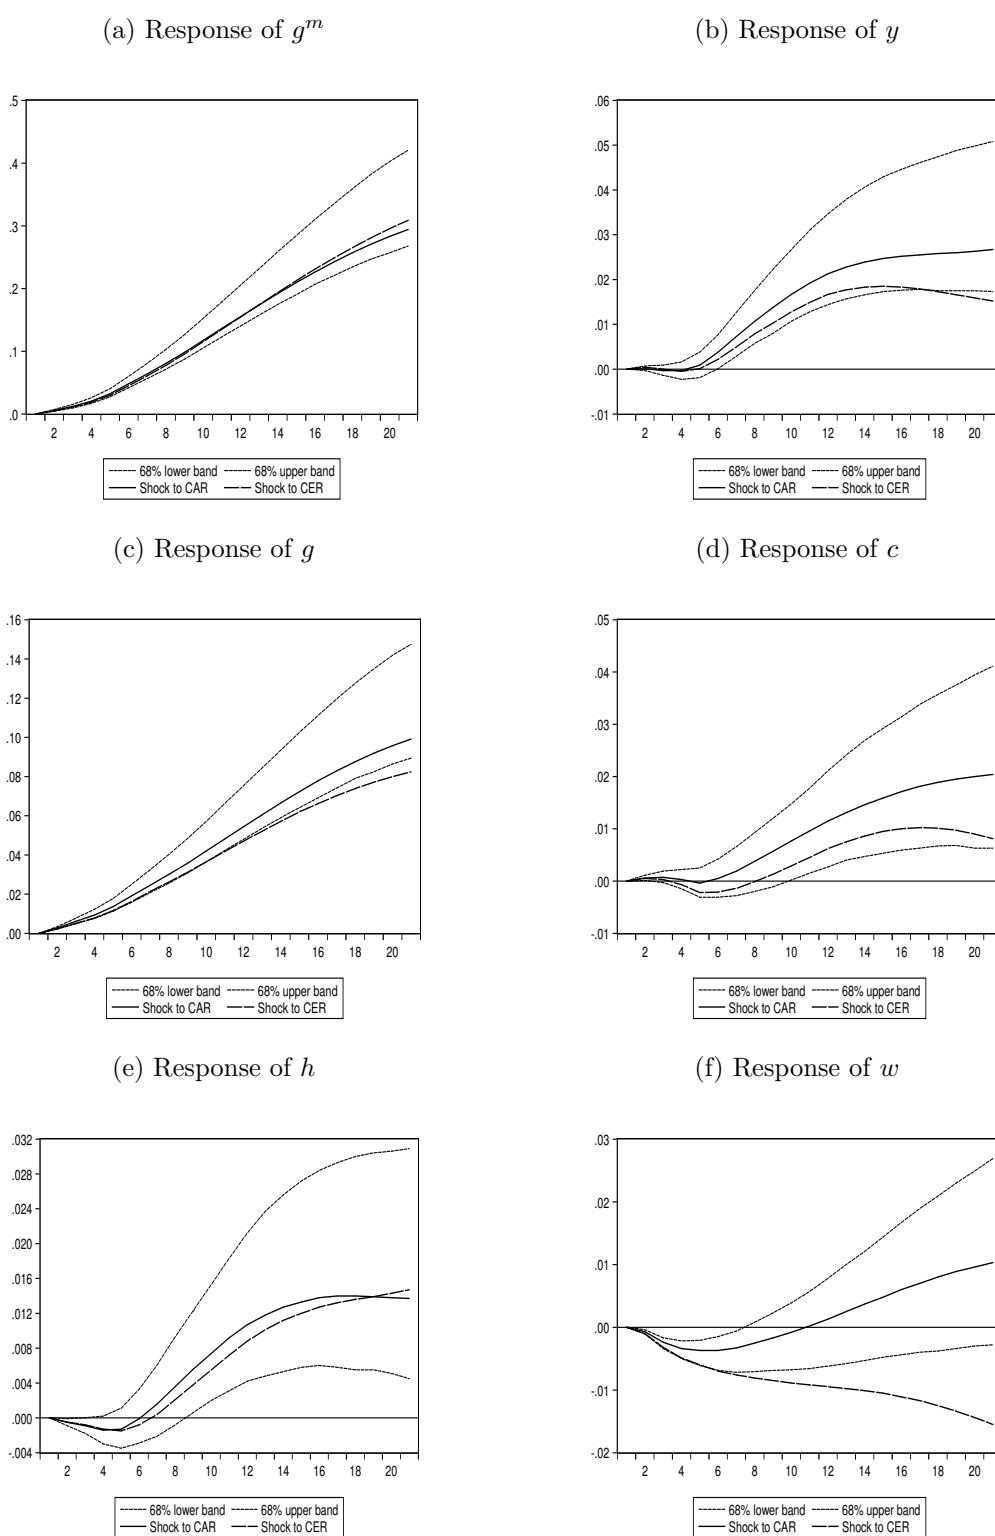 (a) Response of g^m
.5
.4
.3
.2
.1
.0
2 4 6 8 10 12 14 16 18 20
68% lower band 68% upper band
Shock to CAR Shock to CER
(b) Response of y
.06
.05
.04
.03
.02
.01
.00
-.01
2 4 6 8 10 12 14 16 18 20
68% lower band 68% upper band
Shock to CAR Shock to CER
(c) Response of g
.16
.14
.12
.10
.08
.06
.04
.02
.00
2 4 6 8 10 12 14 16 18 20
68% lower band 68% upper band
Shock to CAR Shock to CER
(d) Response of c
.05
.04
.03
.02
.01
.00
-.01
2 4 6 8 10 12 14 16 18 20
68% lower band 68% upper band
Shock to CAR Shock to CER
(e) Response of h
.032
.028
.024
.020
.016
.012
.008
.004
.000
-.004
2 4 6 8 10 12 14 16 18 20
68% lower band 68% upper band
Shock to CAR Shock to CER
(f) Response of w
.03
.02
.01
.00
-.01
-.02
2 4 6 8 10 12 14 16 18 20
68% lower band 68% upper band
Shock to CAR Shock to CER